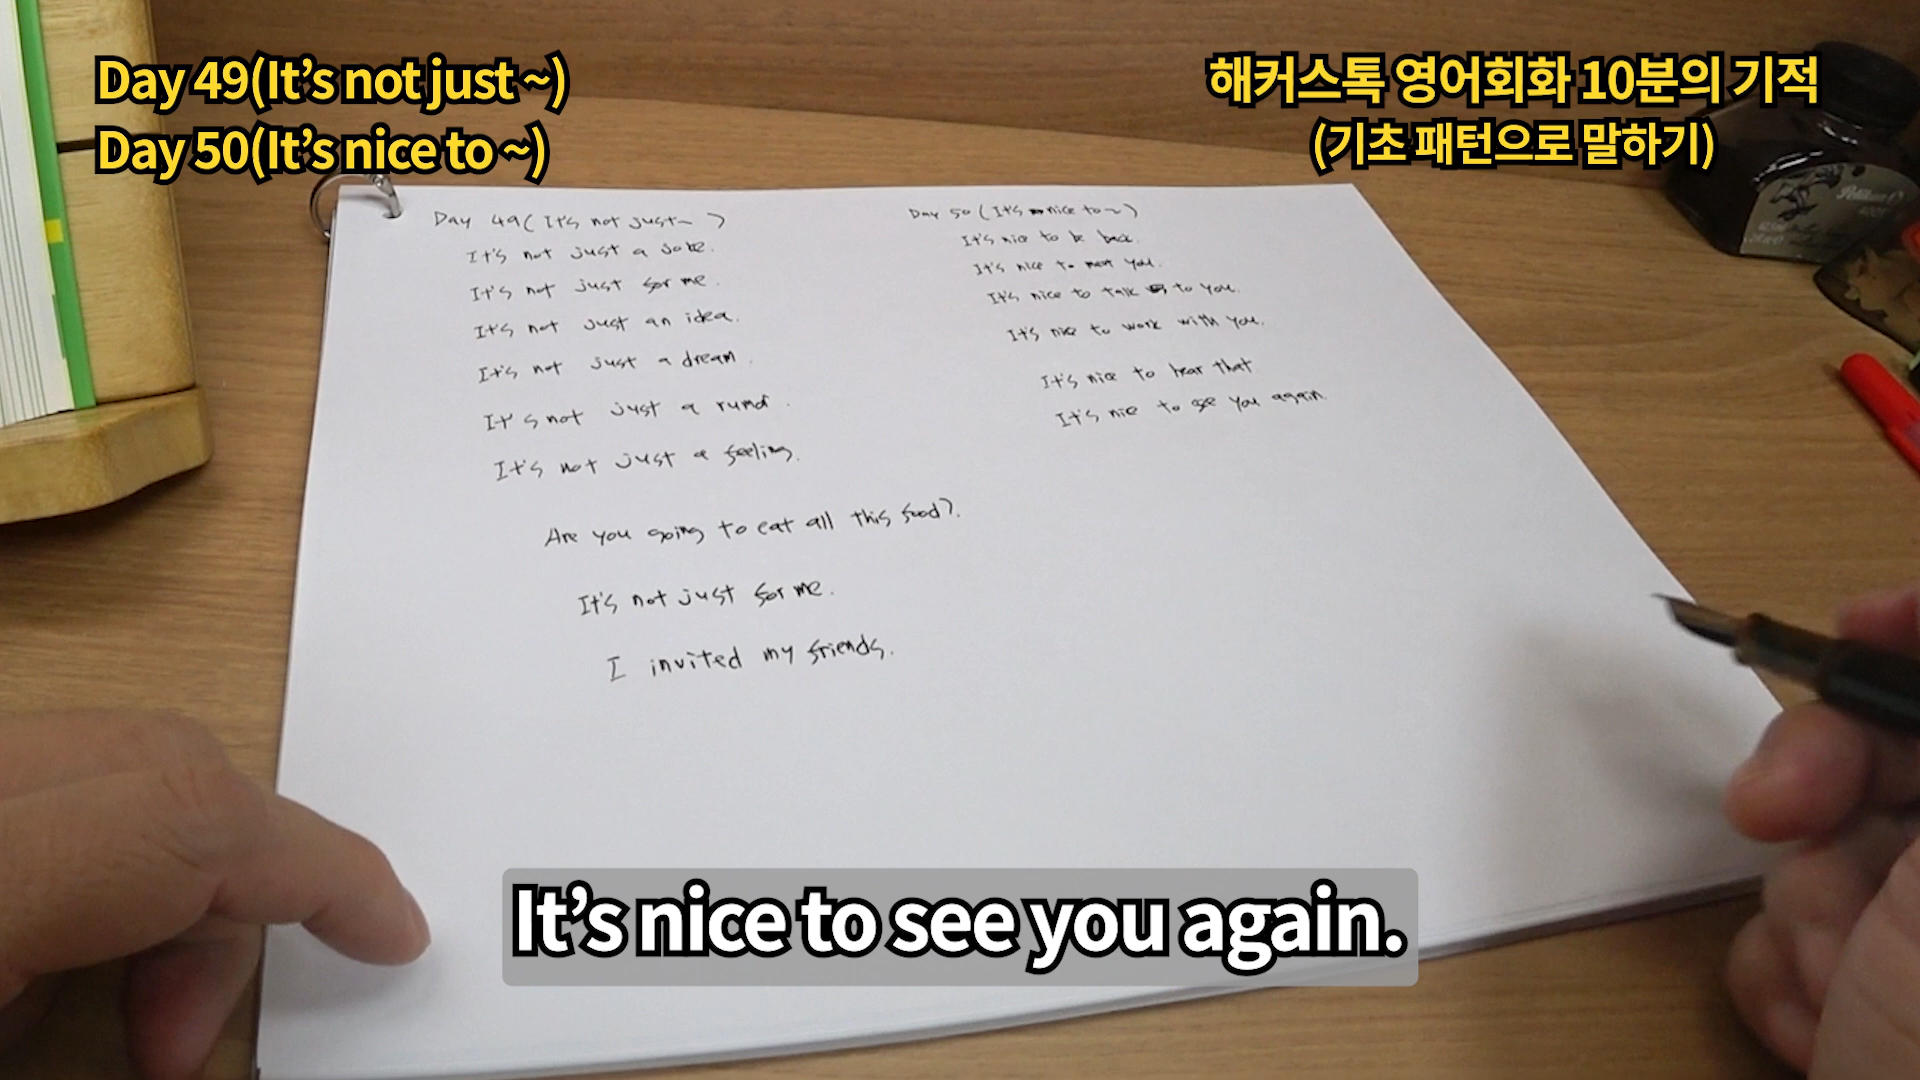 Day 49(It's not just ~)
Day 50(It's nice to ~)
해커스톡 영어회화 10분의 기적
(기초 패턴으로 말하기)
Day 49 (It's not just~ )
It's not just a joke.
It's not just for me.
It's not just an idea.
It's not just a dream.
It's not just a rumor.
It's not just a feeling.
Are you going to eat all this food?.
It's not just for me.
I invited my friends.
Day 50 (It's nice to~)
It's nice to be back.
It's nice to meet you.
It's nice to talk to you.
It's nice to work with you.
It's nice to hear that
It's nice to see you again.
Pelikan
It's nice to see you again.